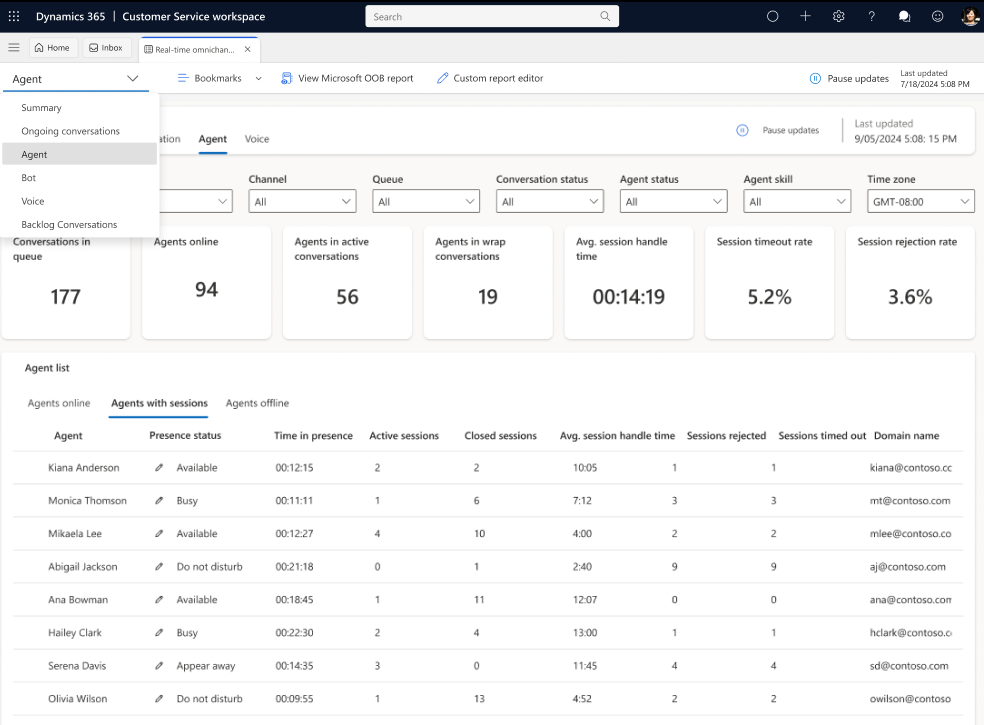 Dynamics 365 | Customer Service workspace
Search
Home
Inbox
Real-time omnichan...
Agent
Bookmarks
View Microsoft OOB report
Custom report editor
Pause updates
Last updated
7/18/2024 5:08 PM
Summary
Ongoing conversations
Agent
Bot
Voice
Backlog Conversations
Agent
Voice
Pause updates
Last updated
9/05/2024 5:08: 15 PM
Channel
Queue
Conversation status
Agent status
Agent skill
Time zone
All
All
All
All
All
GMT-08:00
Conversations in
queue
177
Agents online
94
Agents in active
conversations
56
Agents in wrap
conversations
19
Avg. session handle
time
00:14:19
Session timeout rate
5.2%
Session rejection rate
3.6%
Agent list
Agents online
Agents with sessions
Agents offline
Agent Presence status Time in presence Active sessions Closed sessions Avg. session handle time Sessions rejected Sessions timed out Domain name
Kiana Anderson Available 00:12:15 2 2 10:05 1 1 kiana@contoso.cc
Monica Thomson Busy 00:11:11 1 6 7:12 3 3 mt@contoso.com
Mikaela Lee Available 00:12:27 4 10 4:00 2 2 mlee@contoso.co
Abigail Jackson Do not disturb 00:21:18 0 1 2:40 9 9 aj@contoso.com
Ana Bowman Available 00:18:45 1 11 12:07 0 0 ana@contoso.com
Hailey Clark Busy 00:22:30 2 4 13:00 1 1 hclark@contoso.c
Serena Davis Appear away 00:14:35 3 0 11:45 4 4 sd@contoso.com
Olivia Wilson Do not disturb 00:09:55 1 13 4:52 2 2 owilson@contoso